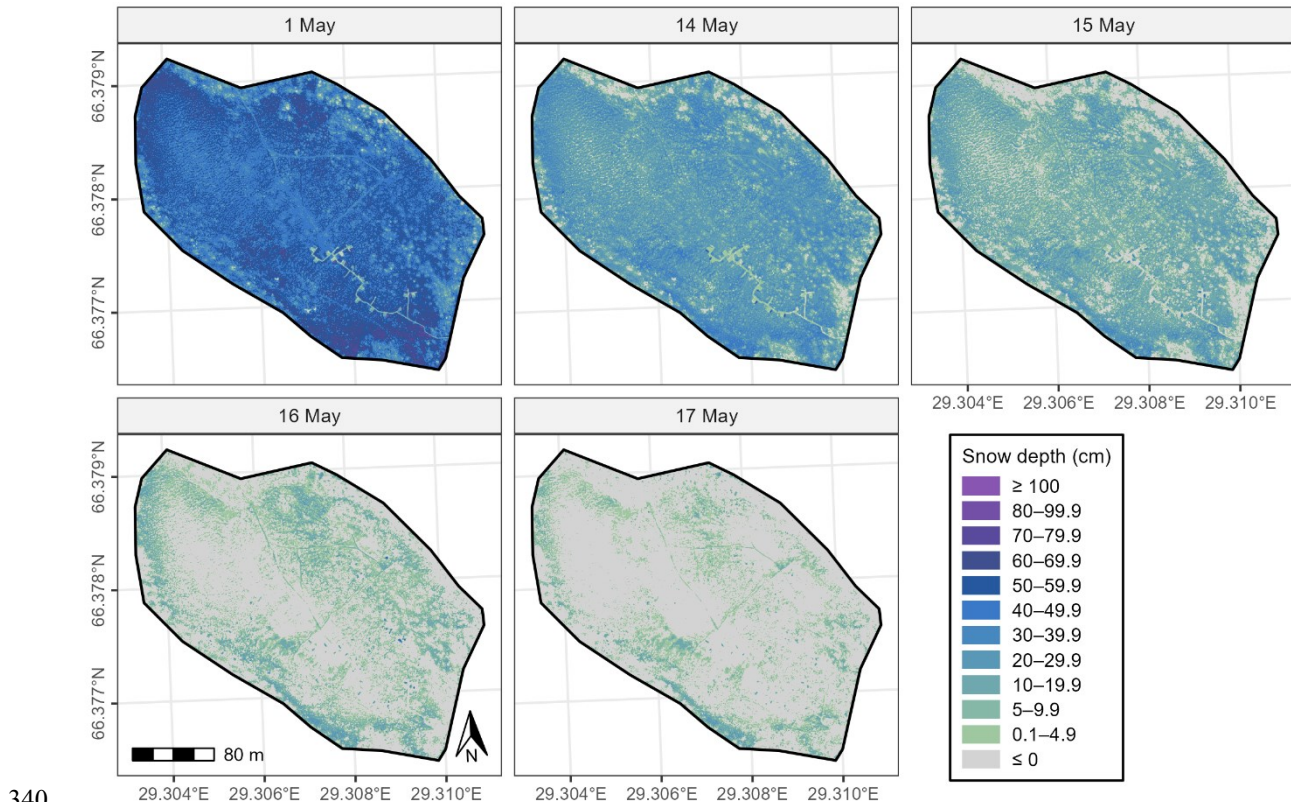 1 May
14 May
15 May
66.379°N
66.378°N
66.377°N
29.304°E 29.306°E 29.308°E 29.310°E
16 May
17 May
66.379°N
66.378°N
66.377°N
80 m
N
29.304°E 29.306°E 29.308°E 29.310°E
29.304°E 29.306°E 29.308°E 29.310°E
Snow depth (cm)
≥ 100
80–99.9
70–79.9
60–69.9
50–59.9
40–49.9
30–39.9
20–29.9
10–19.9
5–9.9
0.1–4.9
≤ 0
340